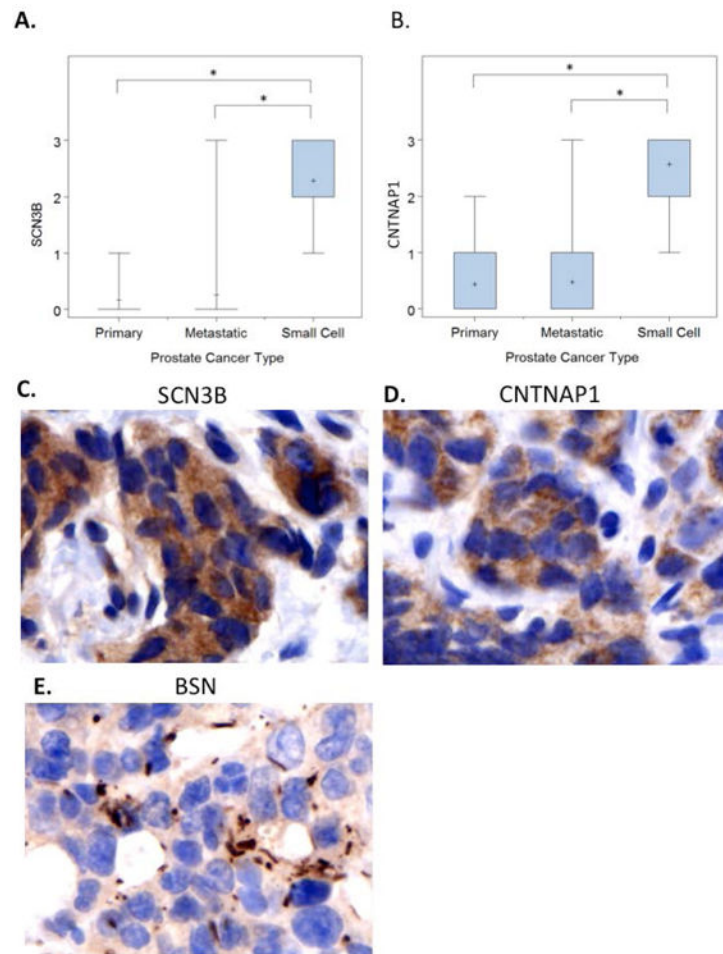 A.
B.
*
*
SCN3B
3
2
1
0
Primary Metastatic Small Cell
Prostate Cancer Type
*
*
CNTNAP1
3
2
1
0
Primary Metastatic Small Cell
Prostate Cancer Type
C. SCN3B
D. CNTNAP1
E. BSN